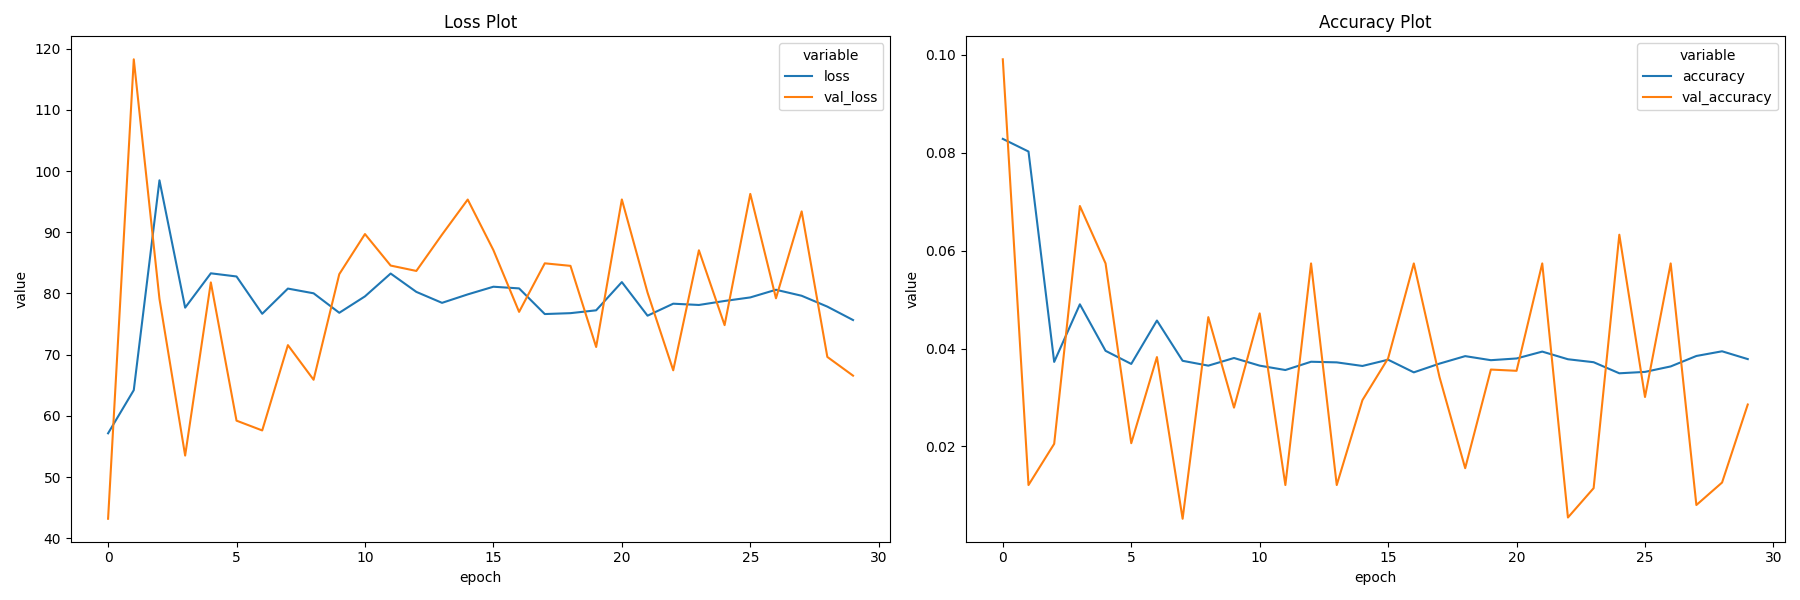 Loss Plot
variable
loss
val_loss
value
120
110
100
90
80
70
60
50
40
0 5 10 15 20 25 30
epoch
Accuracy Plot
variable
accuracy
val_accuracy
value
0.10
0.08
0.06
0.04
0.02
0 5 10 15 20 25 30
epoch